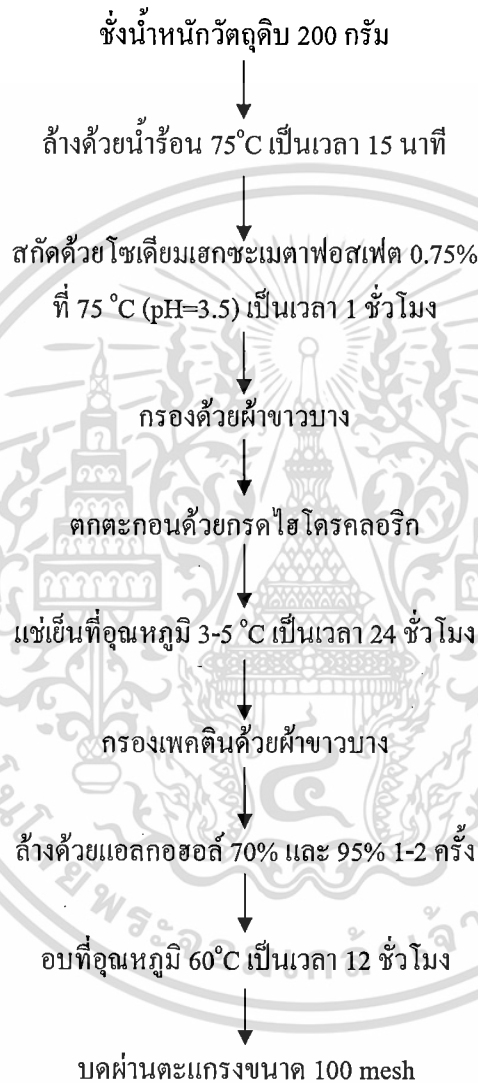 ชั่งน้ำหนักวัตถุดิบ 200 กรัม
ล้างด้วยน้ำร้อน 75°C เป็นเวลา 15 นาที
สกัดด้วยโซเดียมเฮกซะเมตาฟอสเฟต 0.75%
ที่ 75 °C (pH=3.5) เป็นเวลา 1 ชั่วโมง
กรองด้วยผ้าขาวบาง
ตกตะกอนด้วยกรดไฮโดรคลอริก
แช่เย็นที่อุณหภูมิ 3-5 °C เป็นเวลา 24 ชั่วโมง
กรองเพคตินด้วยผ้าขาวบาง
ล้างด้วยแอลกอฮอล์ 70% และ 95% 1-2 ครั้ง
อบที่อุณหภูมิ 60°C เป็นเวลา 12 ชั่วโมง
บดผ่านตะแกรงขนาด 100 mesh